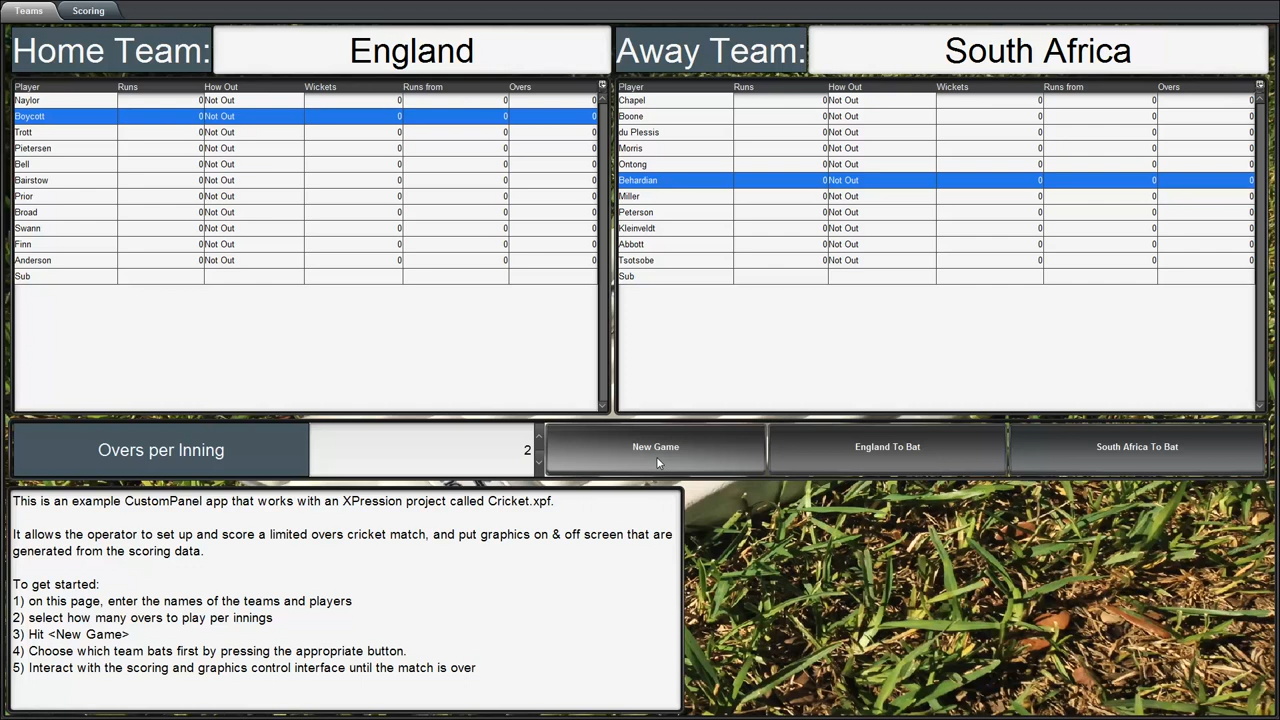 Teams Scoring
Home Team: England Away Team: South Africa
Player Runs How Out Wickets Runs from Overs Player Runs How Out Wickets Runs from Overs
Naylor 0 Not Out 0 0 0 Chapel 0 Not Out 0 0 0
Boycott 0 Not Out 0 0 0 Boone 0 Not Out 0 0 0
Trott 0 Not Out 0 0 0 du Plessis 0 Not Out 0 0 0
Pietersen 0 Not Out 0 0 0 Morris 0 Not Out 0 0 0
Bell 0 Not Out 0 0 0 Ontong 0 Not Out 0 0 0
Bairstow 0 Not Out 0 0 0 Behardian 0 Not Out 0 0 0
Prior 0 Not Out 0 0 0 Miller 0 Not Out 0 0 0
Broad 0 Not Out 0 0 0 Peterson 0 Not Out 0 0 0
Swann 0 Not Out 0 0 0 Kleinveldt 0 Not Out 0 0 0
Finn 0 Not Out 0 0 0 Abbott 0 Not Out 0 0 0
Anderson 0 Not Out 0 0 0 Tsotsobe 0 Not Out 0 0 0
Sub Sub
Overs per Inning 2 New Game England To Bat South Africa To Bat
This is an example CustomPanel app that works with an XPression project called Cricket.xpf.
It allows the operator to set up and score a limited overs cricket match, and put graphics on & off screen that are
generated from the scoring data.
To get started:
1) on this page, enter the names of the teams and players
2) select how many overs to play per innings
3) Hit <New Game>
4) Choose which team bats first by pressing the appropriate button.
5) Interact with the scoring and graphics control interface until the match is over